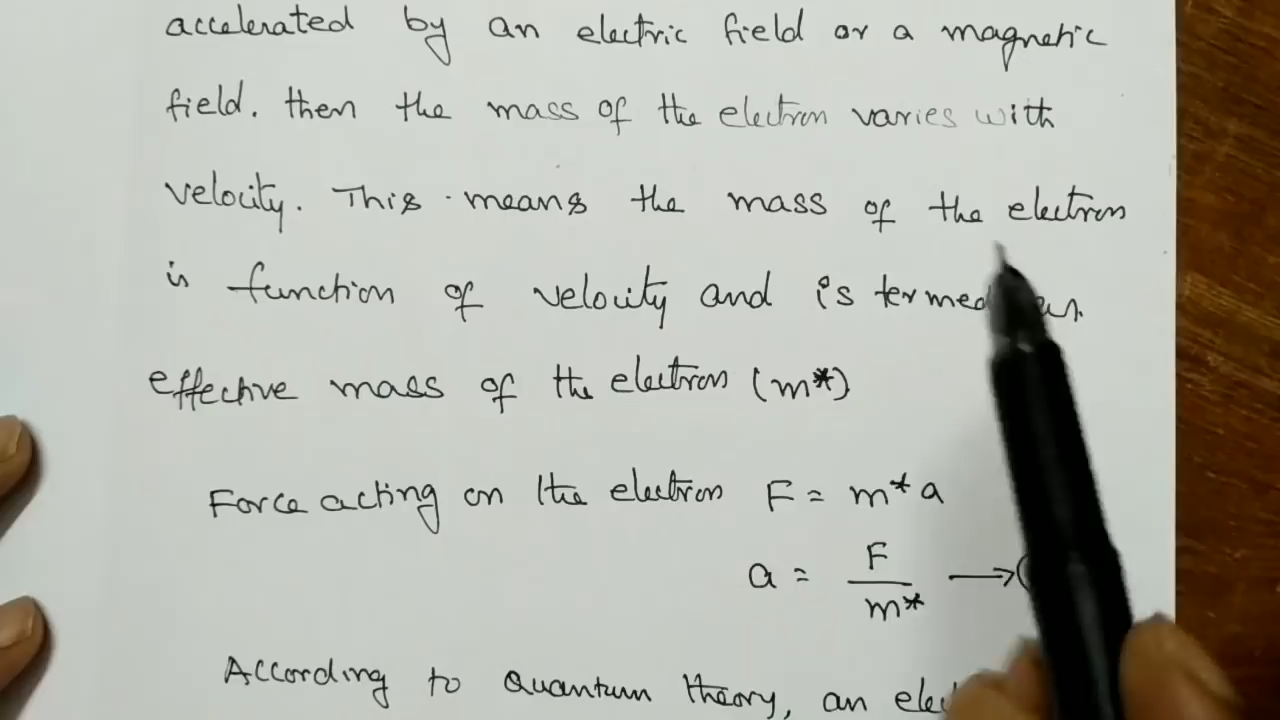 accelerated by an electric field or a magnetic
field. then the mass of the electron varies with
velocity. This means the mass of the electron
is function of velocity and is termed as
effective mass of the electron (m*)
Force acting on the electron F = m* a
a = F / m* →
According to quantum theory, an